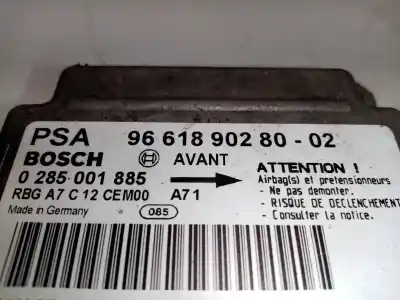 PSA 96 618 902 80 - 02
BOSCH AVANT
0 285 001 885
RBG A7 C 12 CEM00 A71
Made in Germany 085
ATTENTION !
Airbag(s) et pretensionneurs
- Ne pas demonter.
- RISQUE DE DECLENCHEMENT
- Consulter la notice.